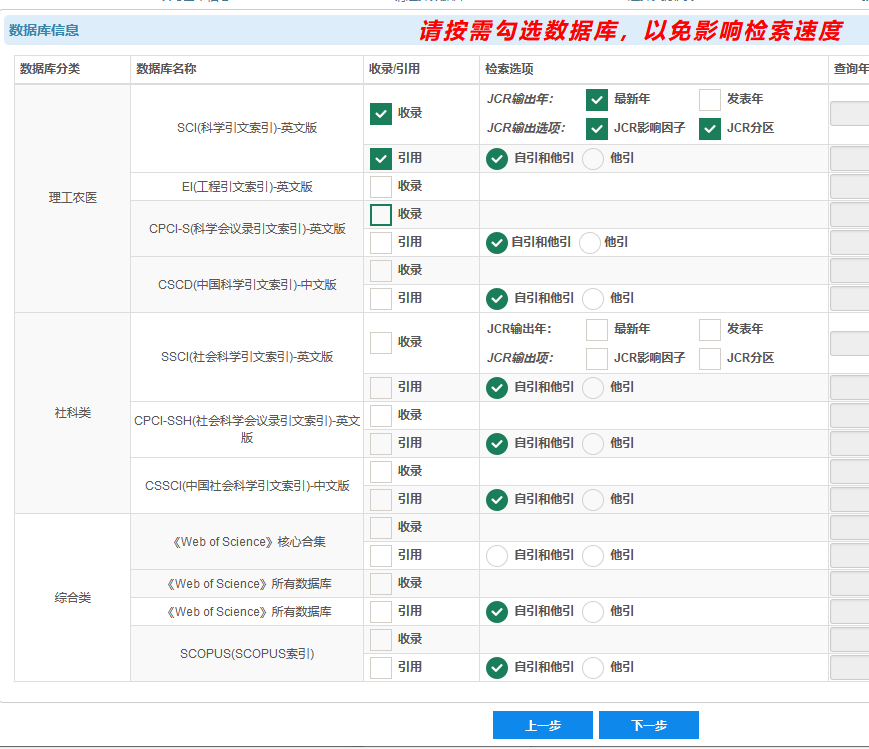 数据库信息
请按需勾选数据库，以免影响检索速度
数据库分类 数据库名称 收录/引用 检索选项 查询年
理工农医
SCI(科学引文索引)-英文版
收录 JCR输出年: 最新年 发表年
JCR输出选项: JCR影响因子 JCR分区
引用 自引和他引 他引
EI(工程引文索引)-英文版 收录
CPCI-S(科学会议录引文索引)-英文版
收录
引用 自引和他引 他引
CSCD(中国科学引文索引)-中文版
收录
引用 自引和他引 他引
社科类
SSCI(社会科学引文索引)-英文版
收录 JCR输出年: 最新年 发表年
JCR输出项: JCR影响因子 JCR分区
引用 自引和他引 他引
CPCI-SSH(社会科学会议录引文索引)-英文
版
收录
引用 自引和他引 他引
CSSCI(中国社会科学引文索引)-中文版
收录
引用 自引和他引 他引
综合类
《Web of Science》核心合集
收录
引用 自引和他引 他引
《Web of Science》所有数据库 收录
《Web of Science》所有数据库 引用 自引和他引 他引
SCOPUS(SCOPUS索引)
收录
引用 自引和他引 他引
上一步 下一步